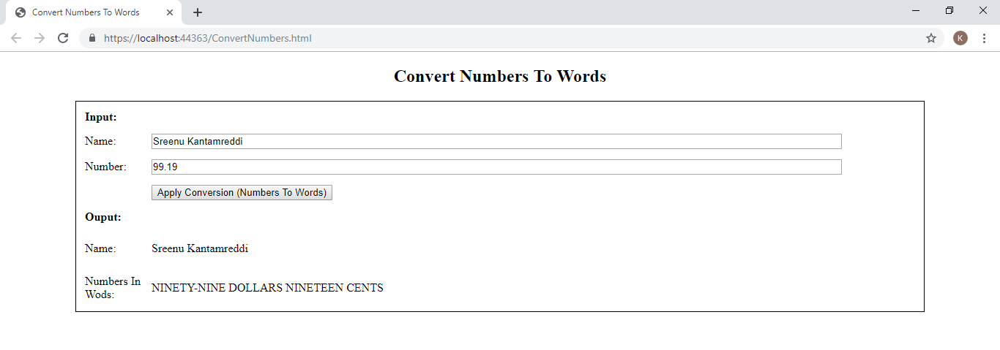 Convert Numbers To Words
https://localhost:44363/ConvertNumbers.html
K
Convert Numbers To Words
Input:
Name: Sreenu Kantamreddi
Number: 99.19
Apply Conversion (Numbers To Words)
Ouput:
Name: Sreenu Kantamreddi
Numbers In
Wods: NINETY-NINE DOLLARS NINETEEN CENTS